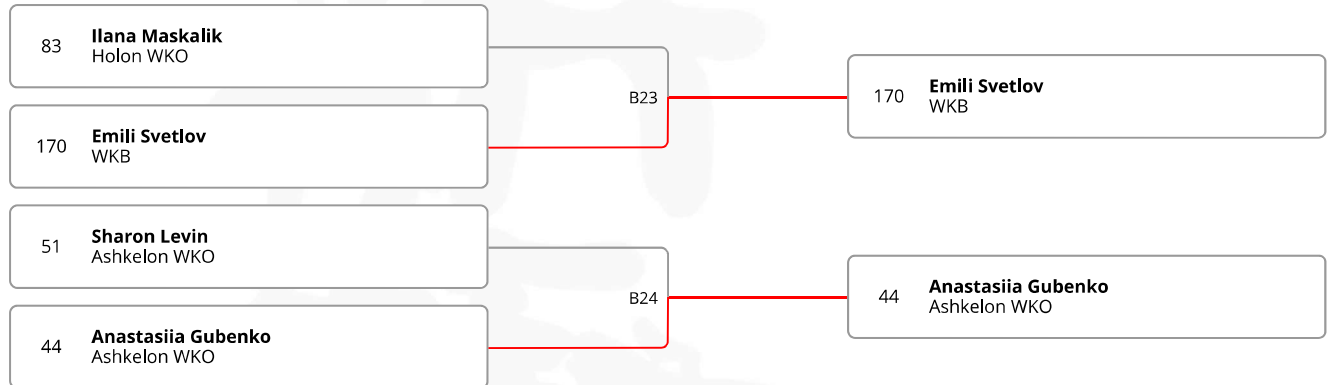 83
Ilana Maskalik
Holon WKO
170
Emili Svetlov
WKB
B23
170
Emili Svetlov
WKB
51
Sharon Levin
Ashkelon WKO
44
Anastasiia Gubenko
Ashkelon WKO
B24
44
Anastasiia Gubenko
Ashkelon WKO